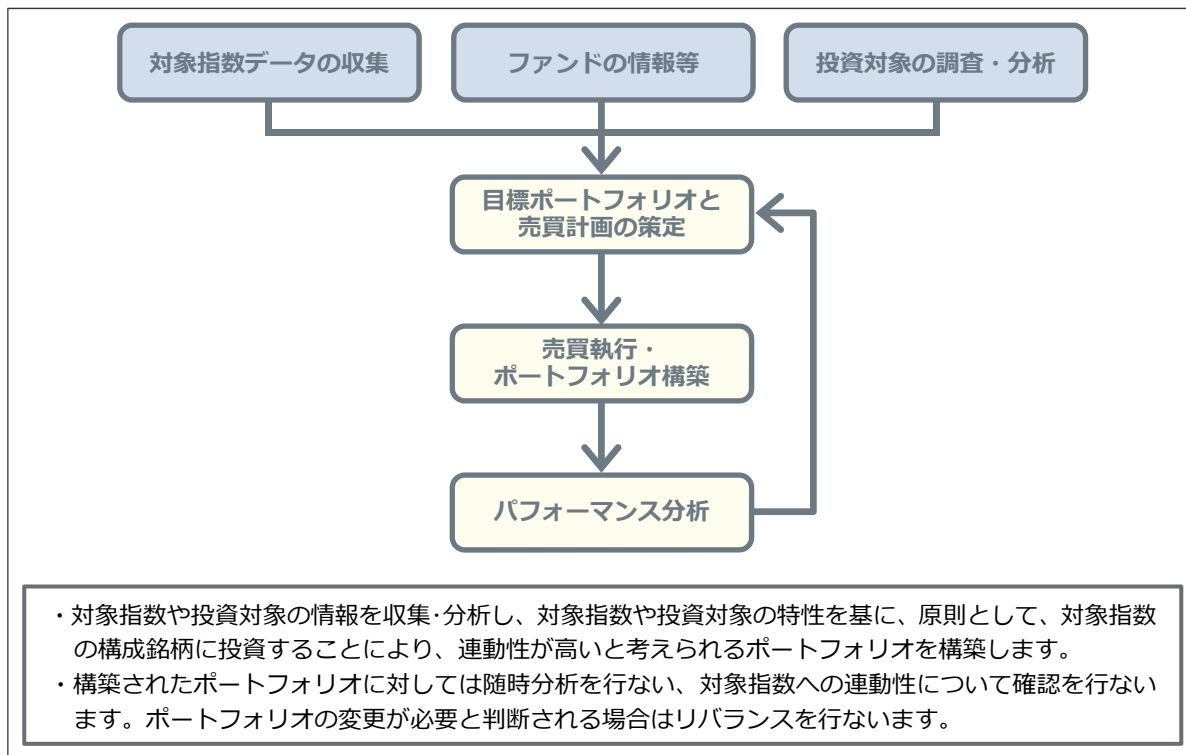 対象指数データの収集
ファンドの情報等
投資対象の調査・分析
目標ポートフォリオと
売買計画の策定
売買執行・
ポートフォリオ構築
パフォーマンス分析
・対象指数や投資対象の情報を収集･分析し、対象指数や投資対象の特性を基に、原則として、対象指数
の構成銘柄に投資することにより、連動性が高いと考えられるポートフォリオを構築します。
・構築されたポートフォリオに対しては随時分析を行ない、対象指数への連動性について確認を行ない
ます。ポートフォリオの変更が必要と判断される場合はリバランスを行ないます。